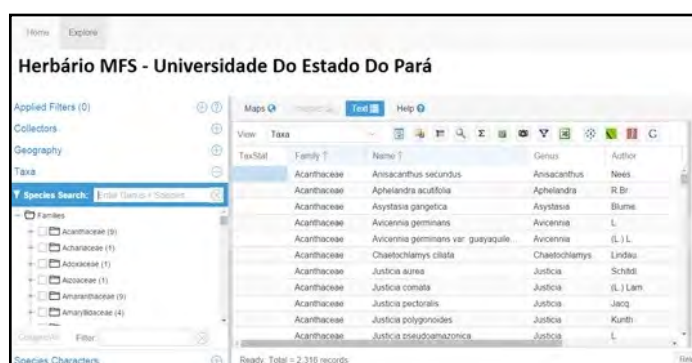 Home Explore
Herbário MFS - Universidade Do Estado Do Pará
Applied Filters (0)
Collectors
Geography
Taxa
Species Search: Enter Genus + Species
Families
Acanthaceae (9)
Achariaceae (1)
Adoxaceae (1)
Aizoaceae (1)
Amaranthaceae (9)
Amaryllidaceae (4)
Filter
Species Characters
Maps Text Help
View Taxa
TaxStat Family Name Genus Author
Acanthaceae Anisacanthus secundus Anisacanthus Nees
Acanthaceae Aphelandra acutifolia Aphelandra R.Br
Acanthaceae Asystasia gangetica Asystasia Blume
Acanthaceae Avicennia germinans Avicennia L.
Acanthaceae Avicennia germinans var. guayaquile... Avicennia (L.) L.
Acanthaceae Chaetochlamys ciliata Chaetochlamys Lindau
Acanthaceae Justicia aurea Justicia Schltdl
Acanthaceae Justicia comata Justicia (L.) Lam
Acanthaceae Justicia pectoralis Justicia Jacq
Acanthaceae Justicia polygonoides Justicia Kunth
Acanthaceae Justicia pseudoamazonica Justicia L
Ready. Total = 2,316 records.